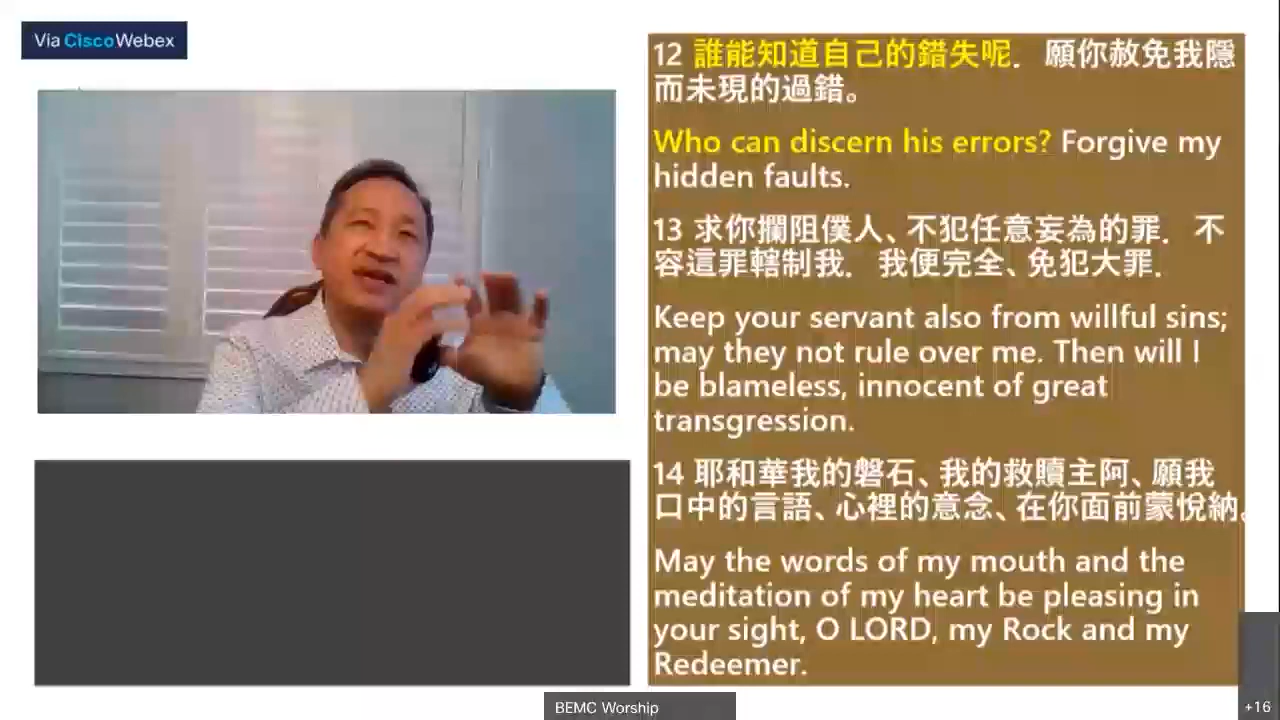 Via Cisco Webex
12 誰能知道自己的錯失呢． 願你赦免我隱
而未現的過錯。
Who can discern his errors? Forgive my
hidden faults.
13 求你攔阻僕人、不犯任意妄為的罪． 不
容這罪轄制我． 我便完全、免犯大罪．
Keep your servant also from willful sins;
may they not rule over me. Then will I
be blameless, innocent of great
transgression.
14 耶和華我的磐石、我的救贖主阿、願我
口中的言語、心裡的意念、在你面前蒙悅納。
May the words of my mouth and the
meditation of my heart be pleasing in
your sight, O LORD, my Rock and my
Redeemer.
BEMC Worship
+16